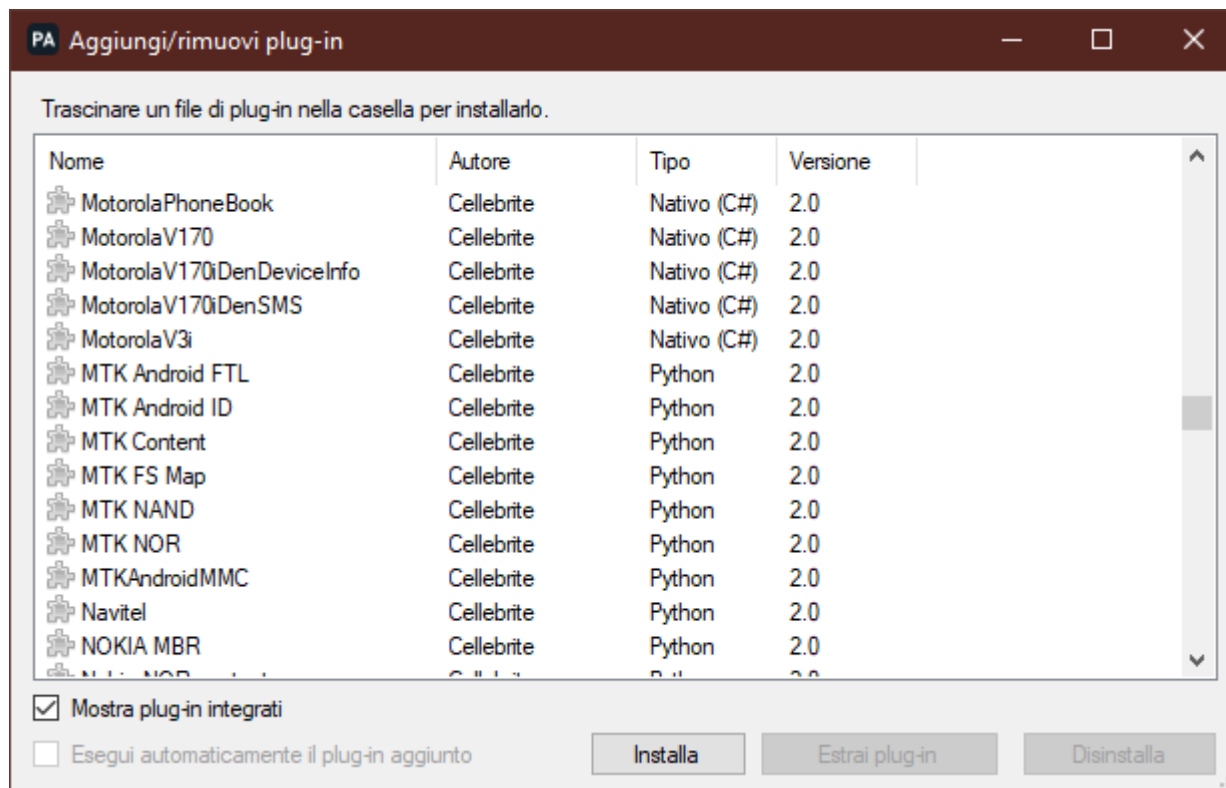 PA Aggiungi/rimuovi plug-in
Trascinare un file di plug-in nella casella per installarlo.
Nome Autore Tipo Versione
MotorolaPhoneBook Cellebrite Nativo (C#) 2.0
MotorolaV170 Cellebrite Nativo (C#) 2.0
MotorolaV170iDenDeviceInfo Cellebrite Nativo (C#) 2.0
MotorolaV170iDenSMS Cellebrite Nativo (C#) 2.0
MotorolaV3i Cellebrite Nativo (C#) 2.0
MTK Android FTL Cellebrite Python 2.0
MTK Android ID Cellebrite Python 2.0
MTK Content Cellebrite Python 2.0
MTK FS Map Cellebrite Python 2.0
MTK NAND Cellebrite Python 2.0
MTK NOR Cellebrite Python 2.0
MTKAndroidMMC Cellebrite Python 2.0
Navitel Cellebrite Python 2.0
NOKIA MBR Cellebrite Python 2.0
Mostra plug-in integrati
Esegui automaticamente il plug-in aggiunto Installa Estrai plug-in Disinstalla